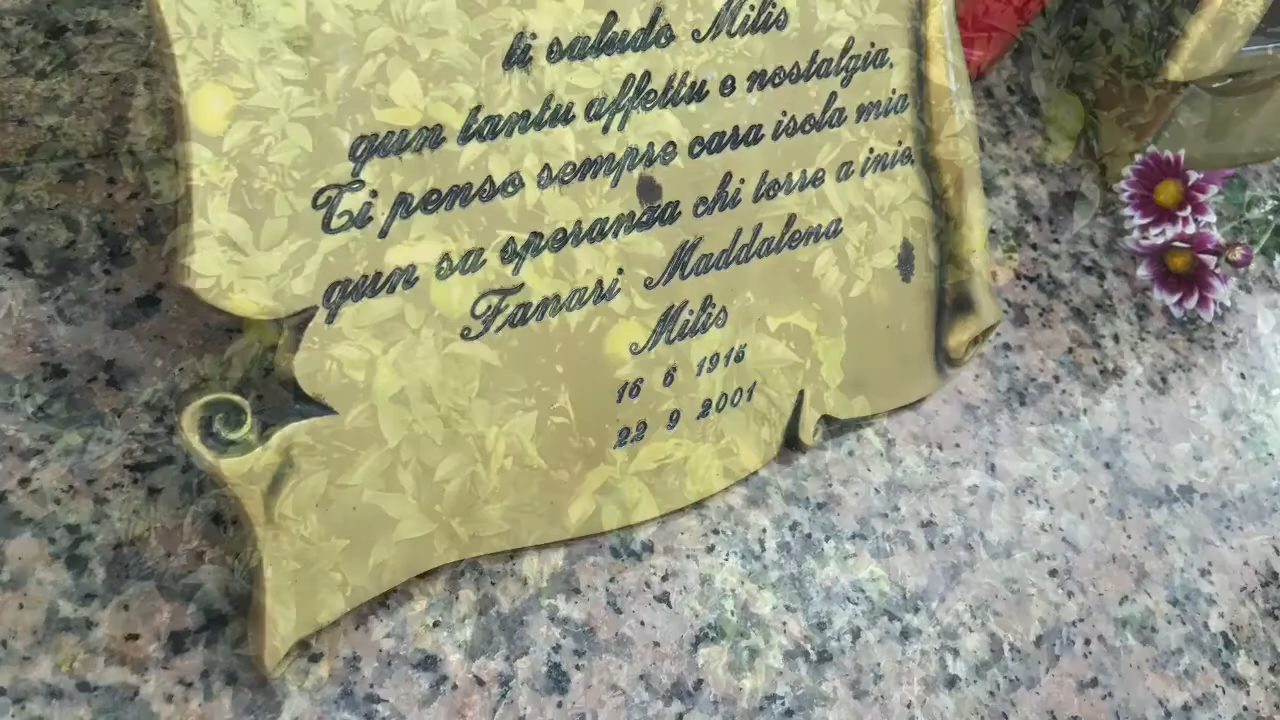 ti saludo Milis
qun tantu affettu e nostalgia.
Ti penso sempre cara isola mia
qun sa speranza chi torre a inie.
Fanari Maddalena
Milis
16 6 1915
22 9 2001